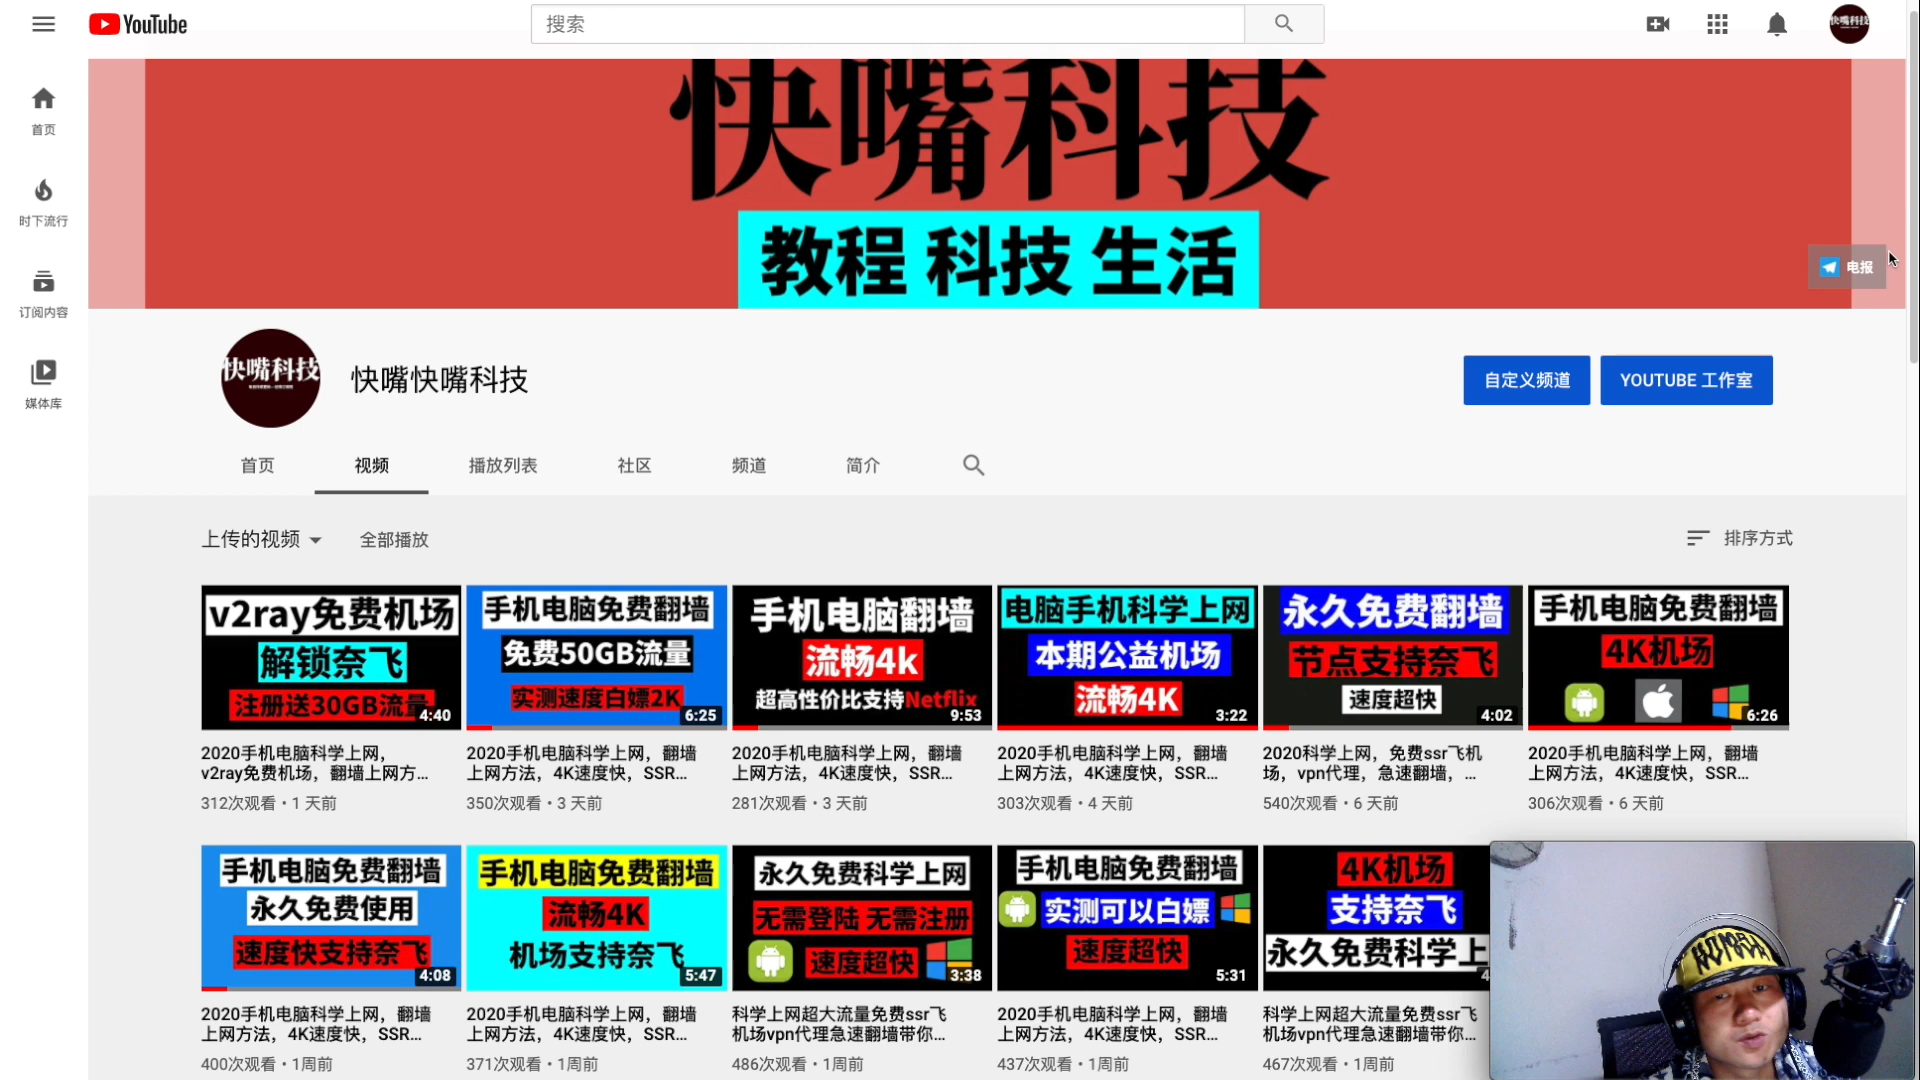 YouTube
搜索
快嘴科技
首页
快嘴科技
教程 科技 生活
时下流行
电报
订阅内容
媒体库
快嘴科技
快嘴快嘴科技
自定义频道
YOUTUBE 工作室
首页
视频
播放列表
社区
频道
简介
上传的视频
全部播放
排序方式
v2ray免费机场
解锁奈飞
注册送30GB流量
4:40
手机电脑免费翻墙
免费50GB流量
实测速度白嫖2K
6:25
手机电脑翻墙
流畅4k
超高性价比支持Netflix
9:53
电脑手机科学上网
本期公益机场
流畅4K
3:22
永久免费翻墙
节点支持奈飞
速度超快
4:02
手机电脑免费翻墙
4K机场
6:26
2020手机电脑科学上网，
v2ray免费机场，翻墙上网方...
312次观看 • 1 天前
2020手机电脑科学上网，翻墙
上网方法，4K速度快，SSR...
350次观看 • 3 天前
2020手机电脑科学上网，翻墙
上网方法，4K速度快，SSR...
281次观看 • 3 天前
2020手机电脑科学上网，翻墙
上网方法，4K速度快，SSR...
303次观看 • 4 天前
2020科学上网，免费ssr飞机
场，vpn代理，急速翻墙，...
540次观看 • 6 天前
2020手机电脑科学上网，翻墙
上网方法，4K速度快，SSR...
306次观看 • 6 天前
手机电脑免费翻墙
永久免费使用
速度快支持奈飞
4:08
手机电脑免费翻墙
流畅4K
机场支持奈飞
5:47
永久免费科学上网
无需登陆 无需注册
速度超快
3:38
手机电脑免费翻墙
实测可以白嫖
速度超快
5:31
4K机场
支持奈飞
永久免费科学上
4
2020手机电脑科学上网，翻墙
上网方法，4K速度快，SSR...
400次观看 • 1周前
2020手机电脑科学上网，翻墙
上网方法，4K速度快，SSR...
371次观看 • 1周前
科学上网超大流量免费ssr飞
机场vpn代理急速翻墙带你...
486次观看 • 1周前
2020手机电脑科学上网，翻墙
上网方法，4K速度快，SSR...
437次观看 • 1周前
科学上网超大流量免费ssr飞
机场vpn代理急速翻墙带你...
467次观看 • 1周前